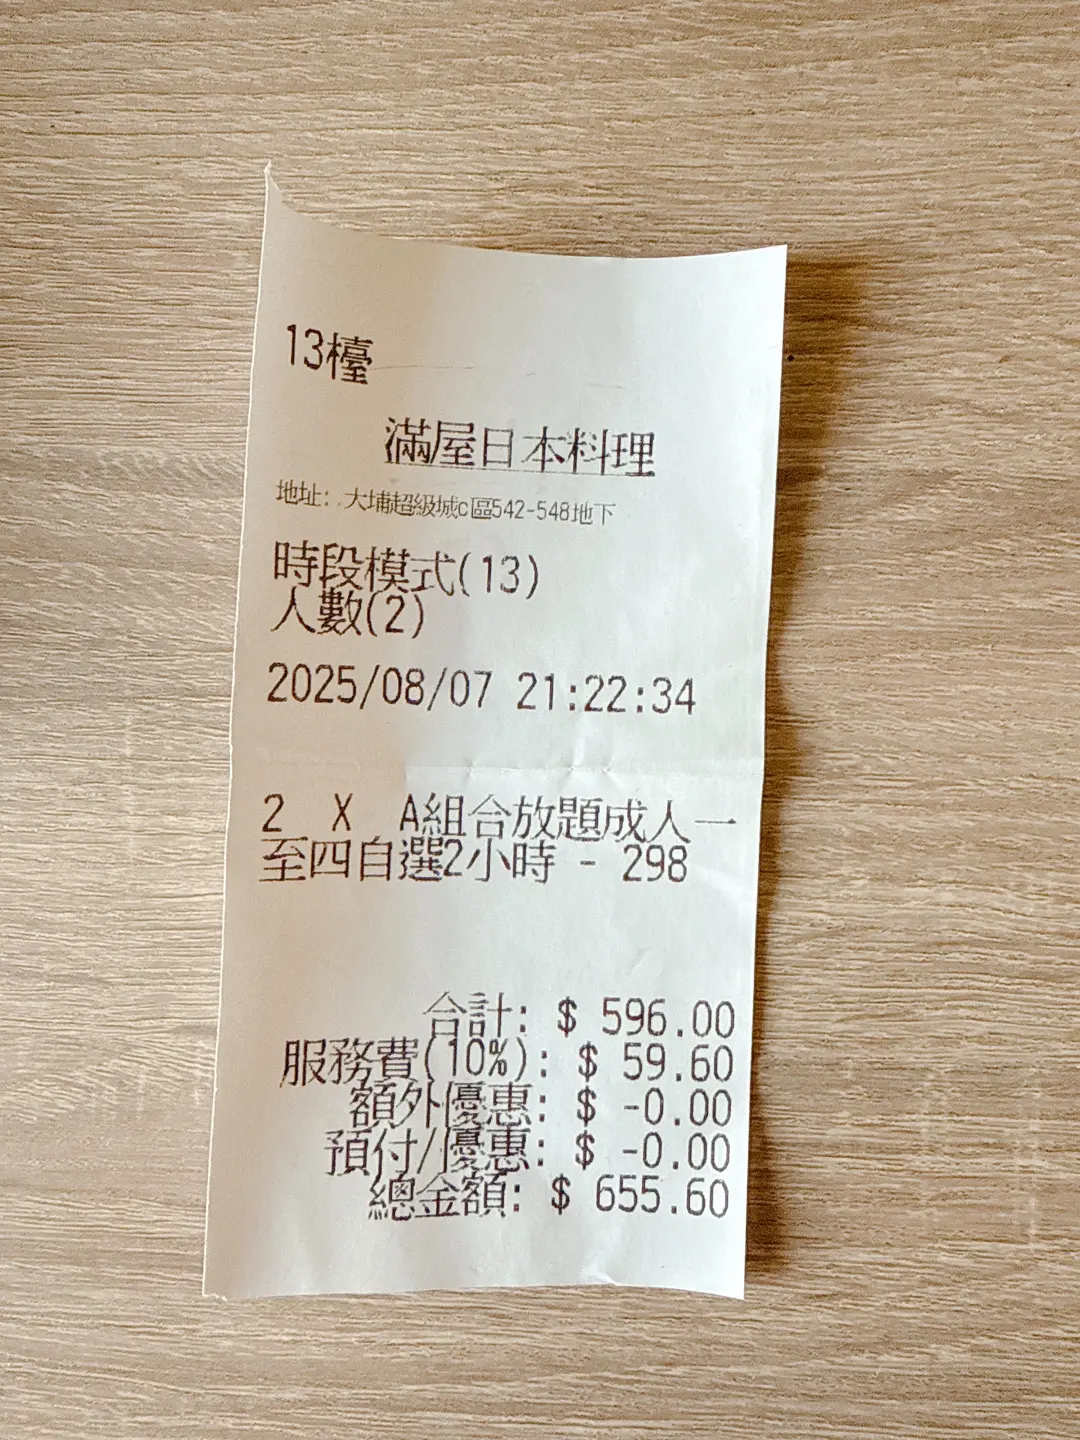 13檯
滿屋日本料理
地址: 大埔超級城c區542-548地下
時段模式(13)
人數(2)
2025/08/07 21:22:34
2 X A組合放題成人一
至四自選2小時 - 298
合計: $ 596.00
服務費(10%): $ 59.60
額外優惠: $ -0.00
預付/優惠: $ -0.00
總金額: $ 655.60